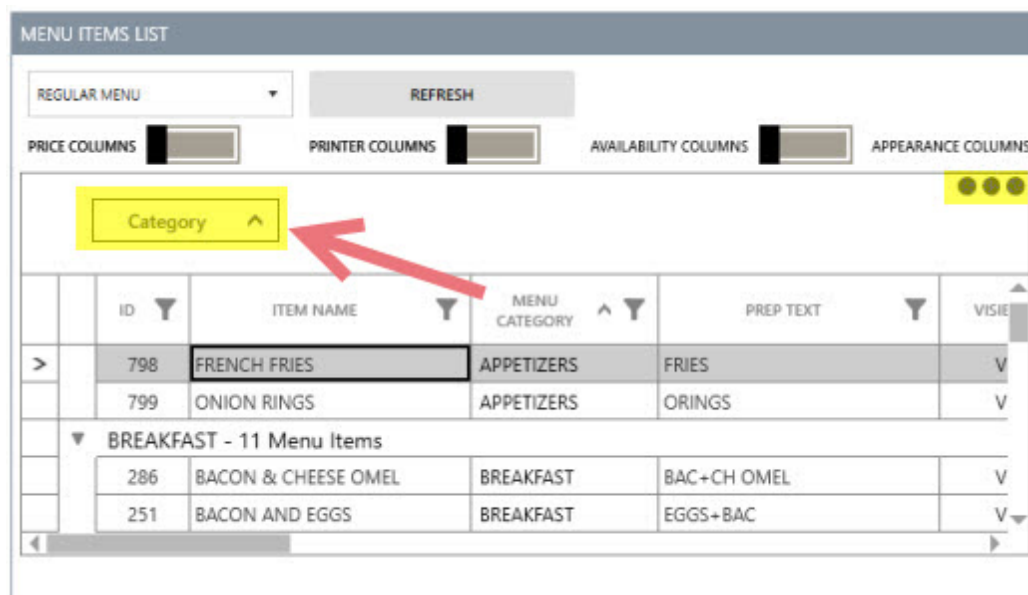 MENU ITEMS LIST
REGULAR MENU REFRESH
PRICE COLUMNS PRINTER COLUMNS AVAILABILITY COLUMNS APPEARANCE COLUMNS
Category
ID ITEM NAME MENU CATEGORY PREP TEXT
798 FRENCH FRIES APPETIZERS FRIES V
799 ONION RINGS APPETIZERS ORINGS V
BREAKFAST - 11 Menu Items
286 BACON & CHEESE OMEL BREAKFAST BAC+CH OMEL V
251 BACON AND EGGS BREAKFAST EGGS+BAC V